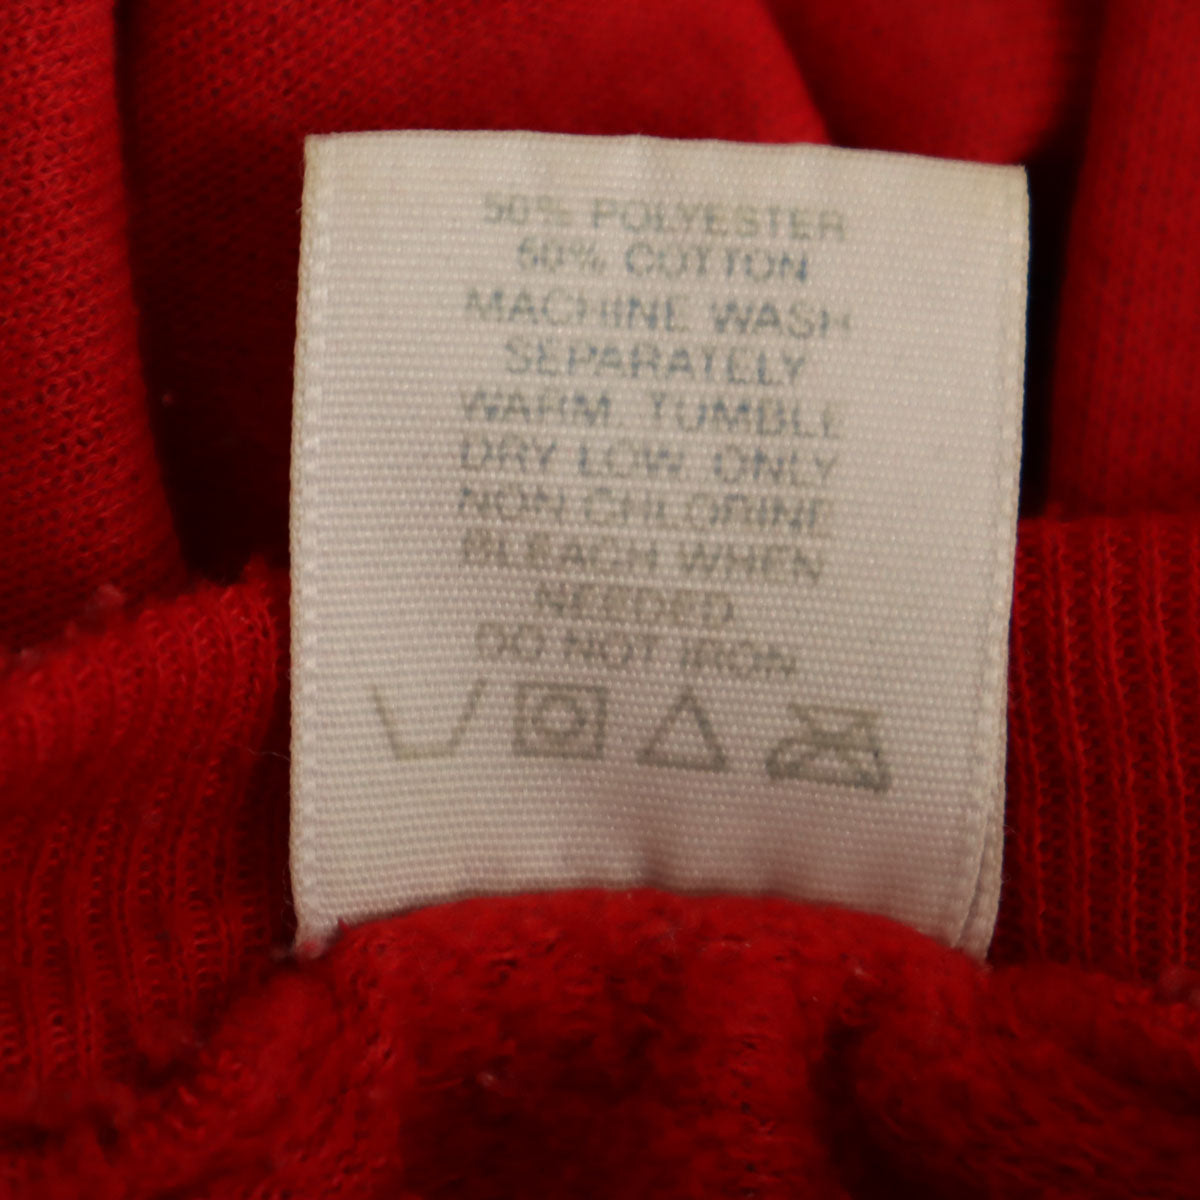 50% POLYESTER
50% COTTON
MACHINE WASH
SEPARATELY
WARM. TUMBLE
DRY LOW. ONLY
NON CHLORINE
BLEACH WHEN
NEEDED.
DO NOT IRON